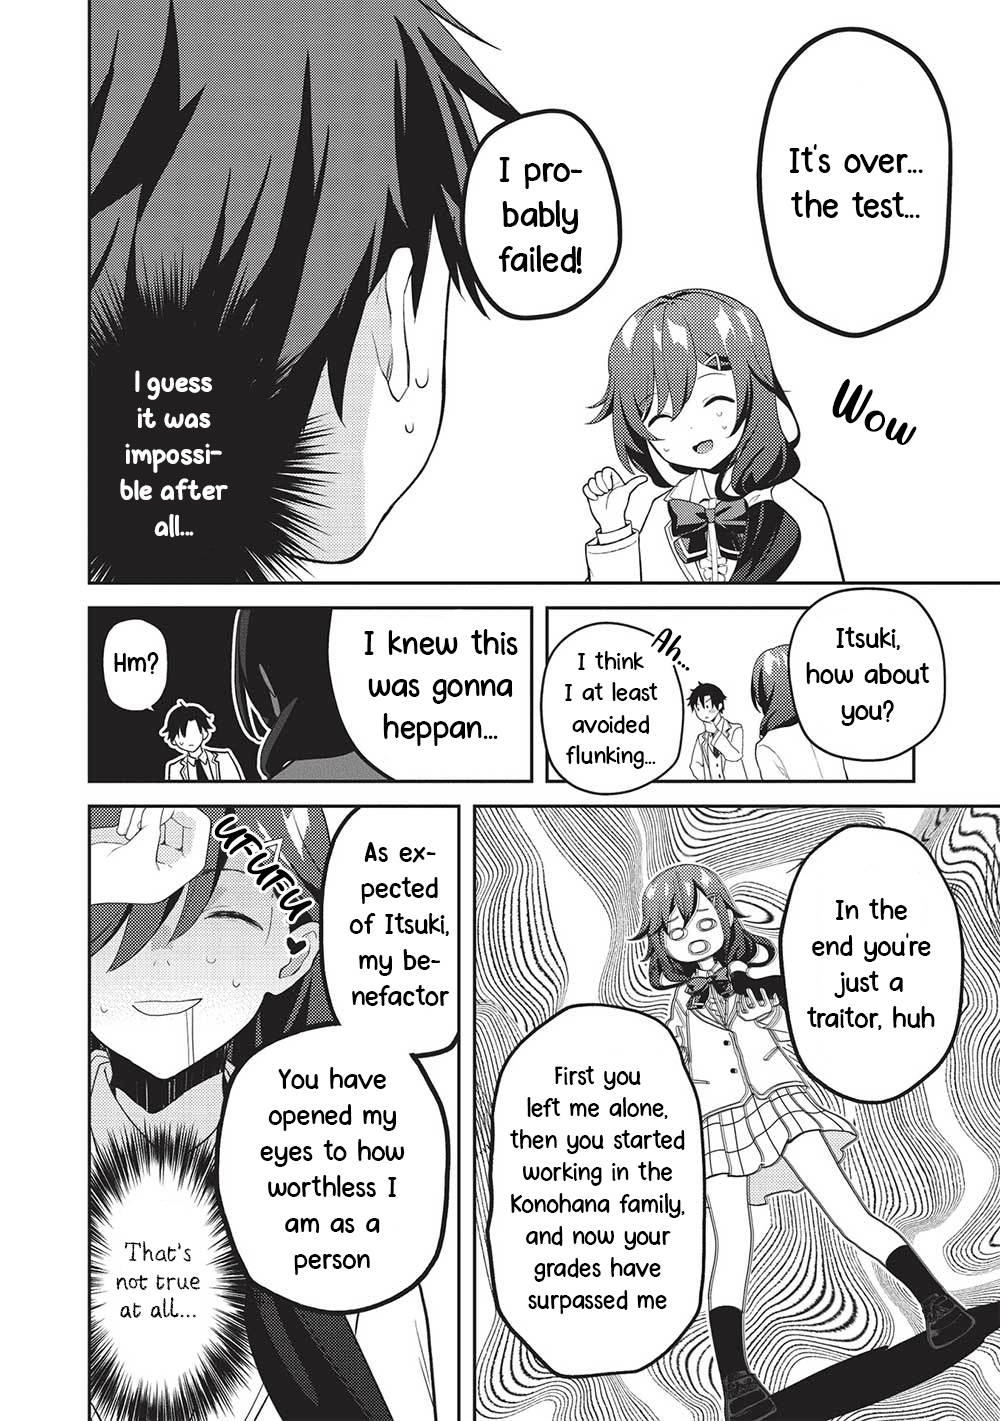 It's over...
the test...
I pro-
bably
failed!
Wow
I guess
it was
impossi-
ble after
all...
Itsuki,
how about
you?
Ah...
I think
I at least
avoided
flunking...
I knew this
was gonna
heppan...
Hm?
In the
end you're
just a
traitor, huh
First you
left me alone,
then you started
working in the
Konohana family,
and now your
grades have
surpassed me
As ex-
pected
of Itsuki,
my be-
nefactor
UFUFUFU
You have
opened my
eyes to how
worthless I
am as a
person
That's
not true
at all...